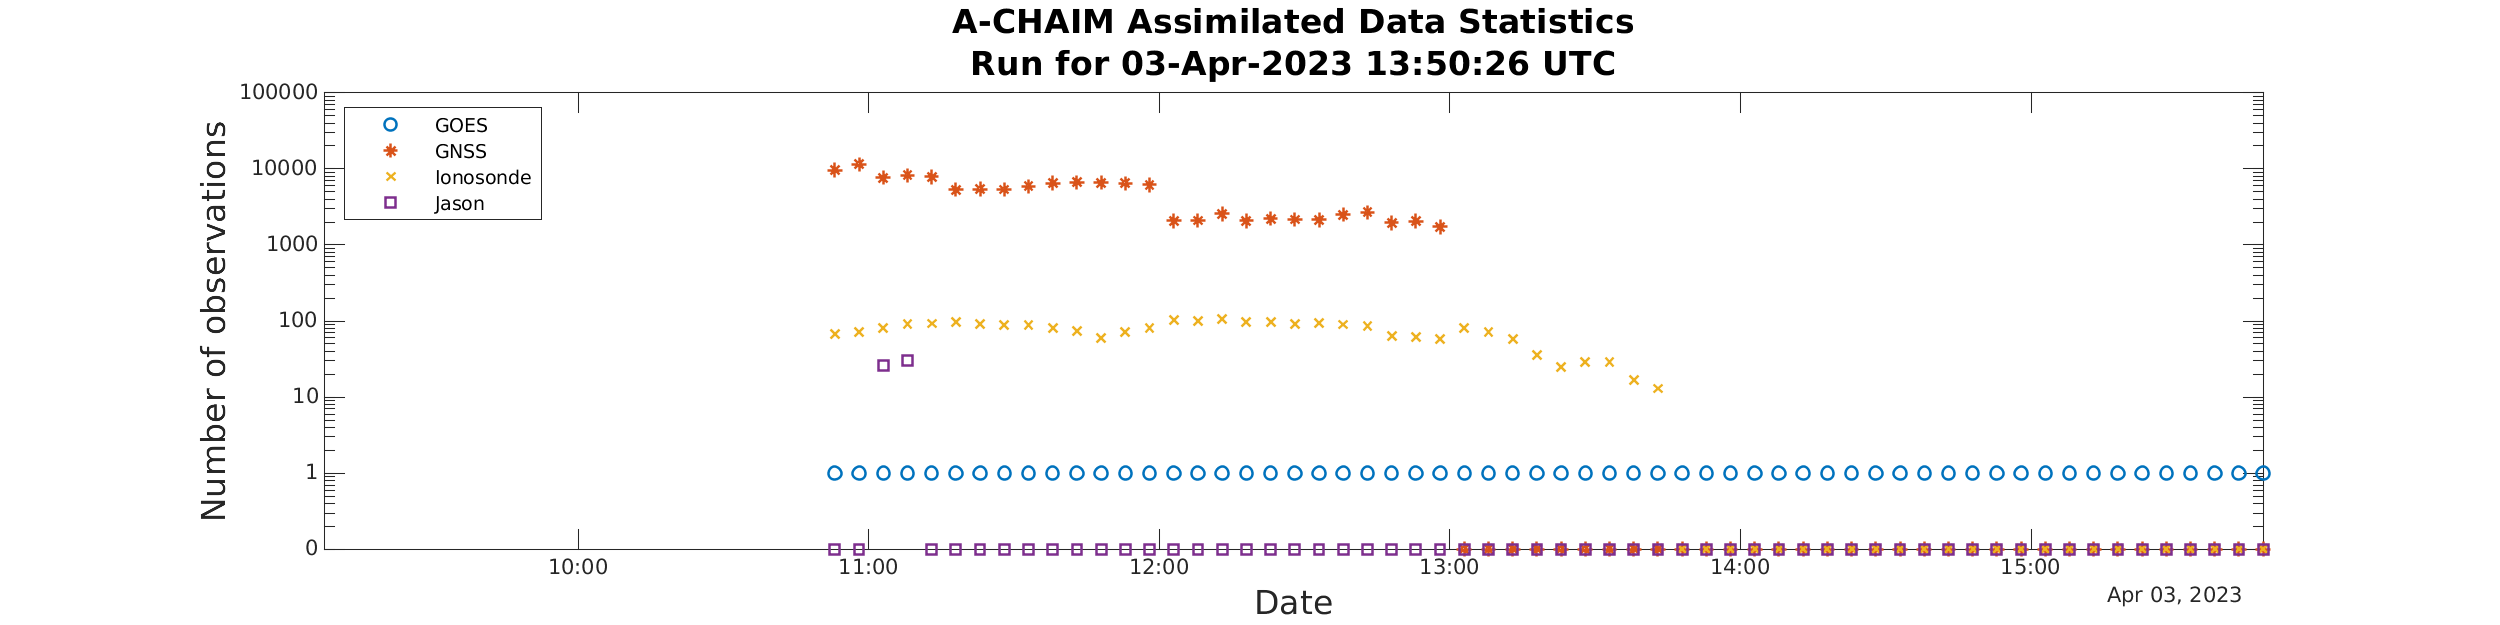 A-CHAIM Assimilated Data Statistics
Run for 03-Apr-2023 13:50:26 UTC
100000
10000
1000
100
10
1
0
Number of observations
GOES
GNSS
Ionosonde
Jason
10:00 11:00 12:00 13:00 14:00 15:00
Date
Apr 03, 2023